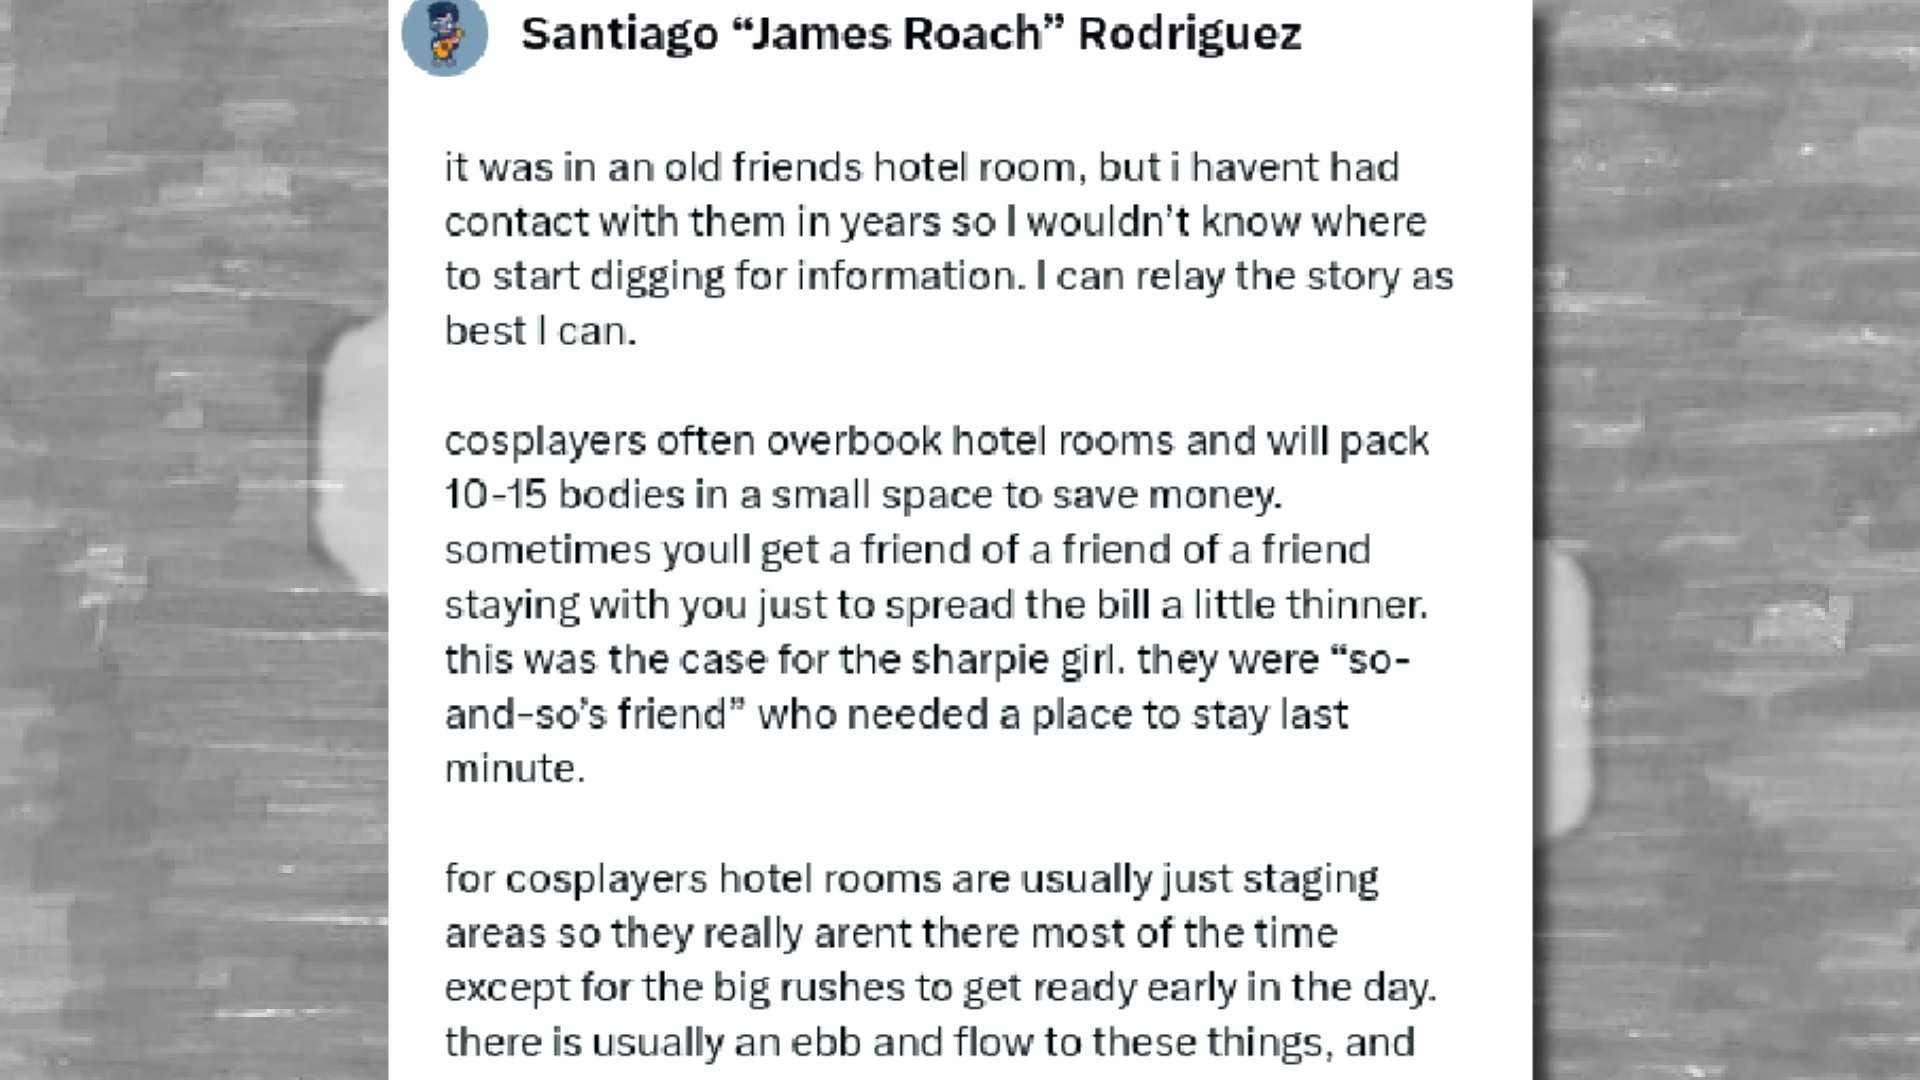 Santiago “James Roach” Rodriguez
it was in an old friends hotel room, but i havent had
contact with them in years so I wouldn’t know where
to start digging for information. I can relay the story as
best I can.
cosplayers often overbook hotel rooms and will pack
10-15 bodies in a small space to save money.
sometimes youll get a friend of a friend of a friend
staying with you just to spread the bill a little thinner.
this was the case for the sharpie girl. they were “so-
and-so’s friend” who needed a place to stay last
minute.
for cosplayers hotel rooms are usually just staging
areas so they really arent there most of the time
except for the big rushes to get ready early in the day.
there is usually an ebb and flow to these things, and